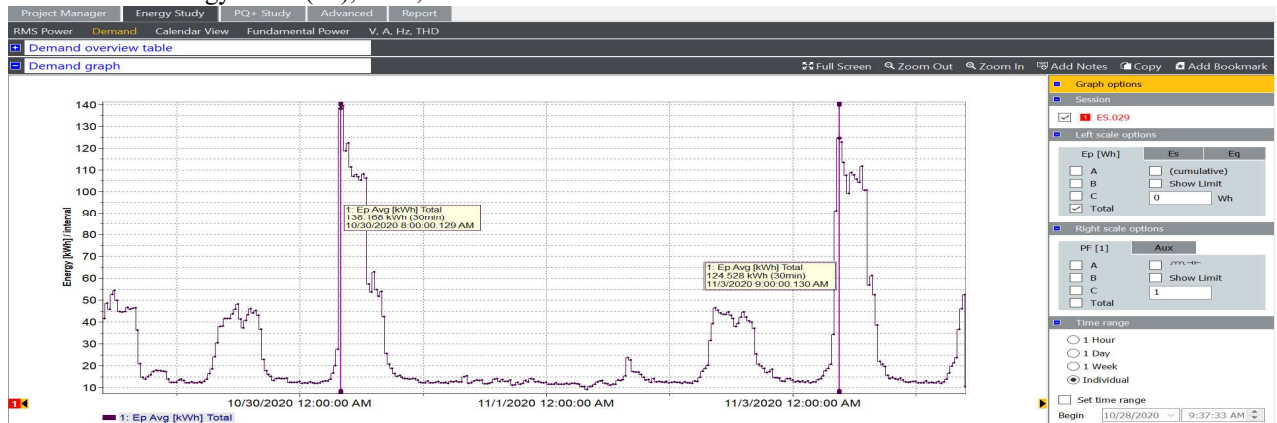 Project Manager Energy Study PQ+ Study Advanced Report
RMS Power Demand Calendar View Fundamental Power V, A, Hz, THD
Demand overview table
Demand graph Full Screen Zoom Out Zoom In Add Notes Copy Add Bookmark
Graph options
Session
1 ES.029
Left scale options
Ep [Wh] Es Eq
A (cumulative)
B Show Limit
C 0 Wh
Total
Right scale options
PF [1] Aux
A
B Show Limit
C 1
Total
Time range
1 Hour
1 Day
1 Week
Individual
Set time range
Begin 10/28/2020 9:37:33 AM
Energy [kWh] / interval
140
130
120
110
100
90
80
70
60
50
40
30
20
10
1: Ep Avg [kWh] Total
138.168 kWh (30min)
10/30/2020 8:00:00.129 AM
1: Ep Avg [kWh] Total
124.528 kWh (30min)
11/3/2020 9:00:00.130 AM
1
10/30/2020 12:00:00 AM 11/1/2020 12:00:00 AM 11/3/2020 12:00:00 AM
1: Ep Avg [kWh] Total